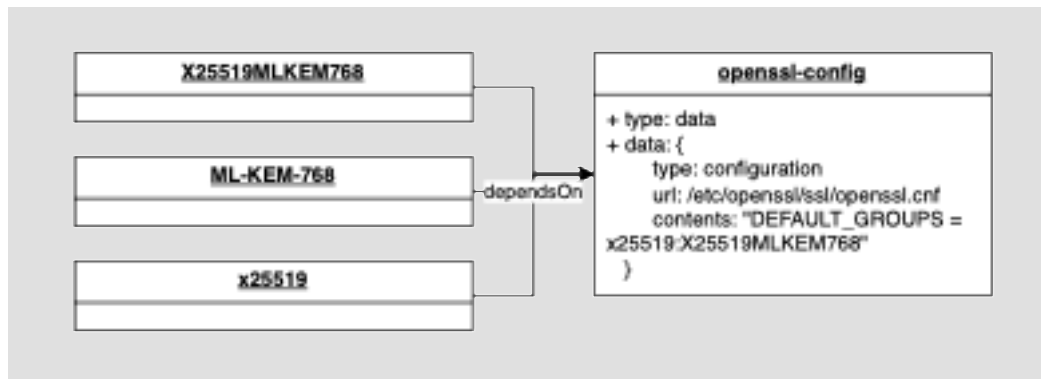 X25519MLKEM768
ML-KEM-768
x25519
dependsOn
openssl-config
+ type: data
+ data: {
type: configuration
url: /etc/openssl/ssl/openssl.cnf
contents: "DEFAULT_GROUPS =
x25519:X25519MLKEM768"
}